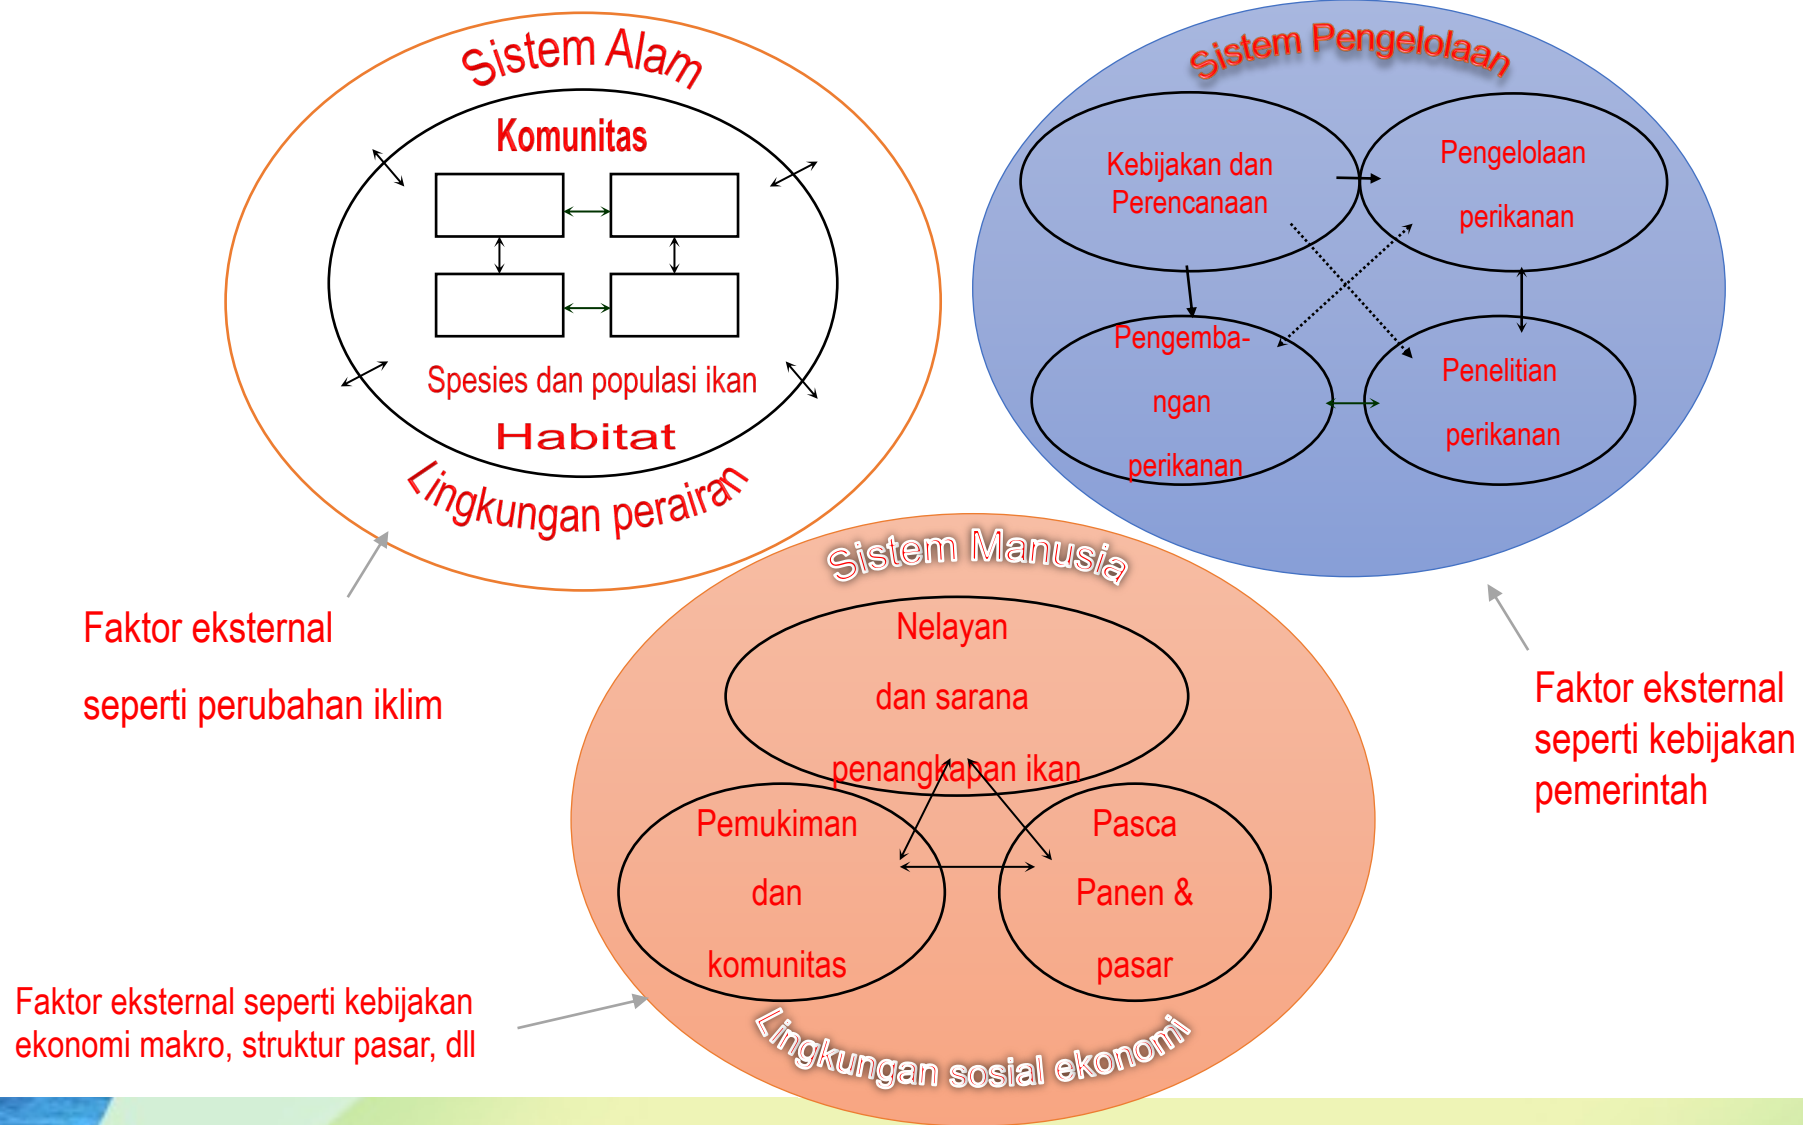 Sistem Alam
Komunitas
Spesies dan populasi ikan
Habitat
Lingkungan perairan
Faktor eksternal
seperti perubahan iklim
Sistem Pengelolaan
Kebijakan dan
Perencanaan
Pengelolaan
perikanan
Pengemba-
ngan
perikanan
Penelitian
perikanan
Faktor eksternal
seperti kebijakan
pemerintah
Sistem Manusia
Nelayan
dan sarana
penangkapan ikan
Pemukiman
dan
komunitas
Pasca
Panen &
pasar
Lingkungan sosial ekonomi
Faktor eksternal seperti kebijakan
ekonomi makro, struktur pasar, dll